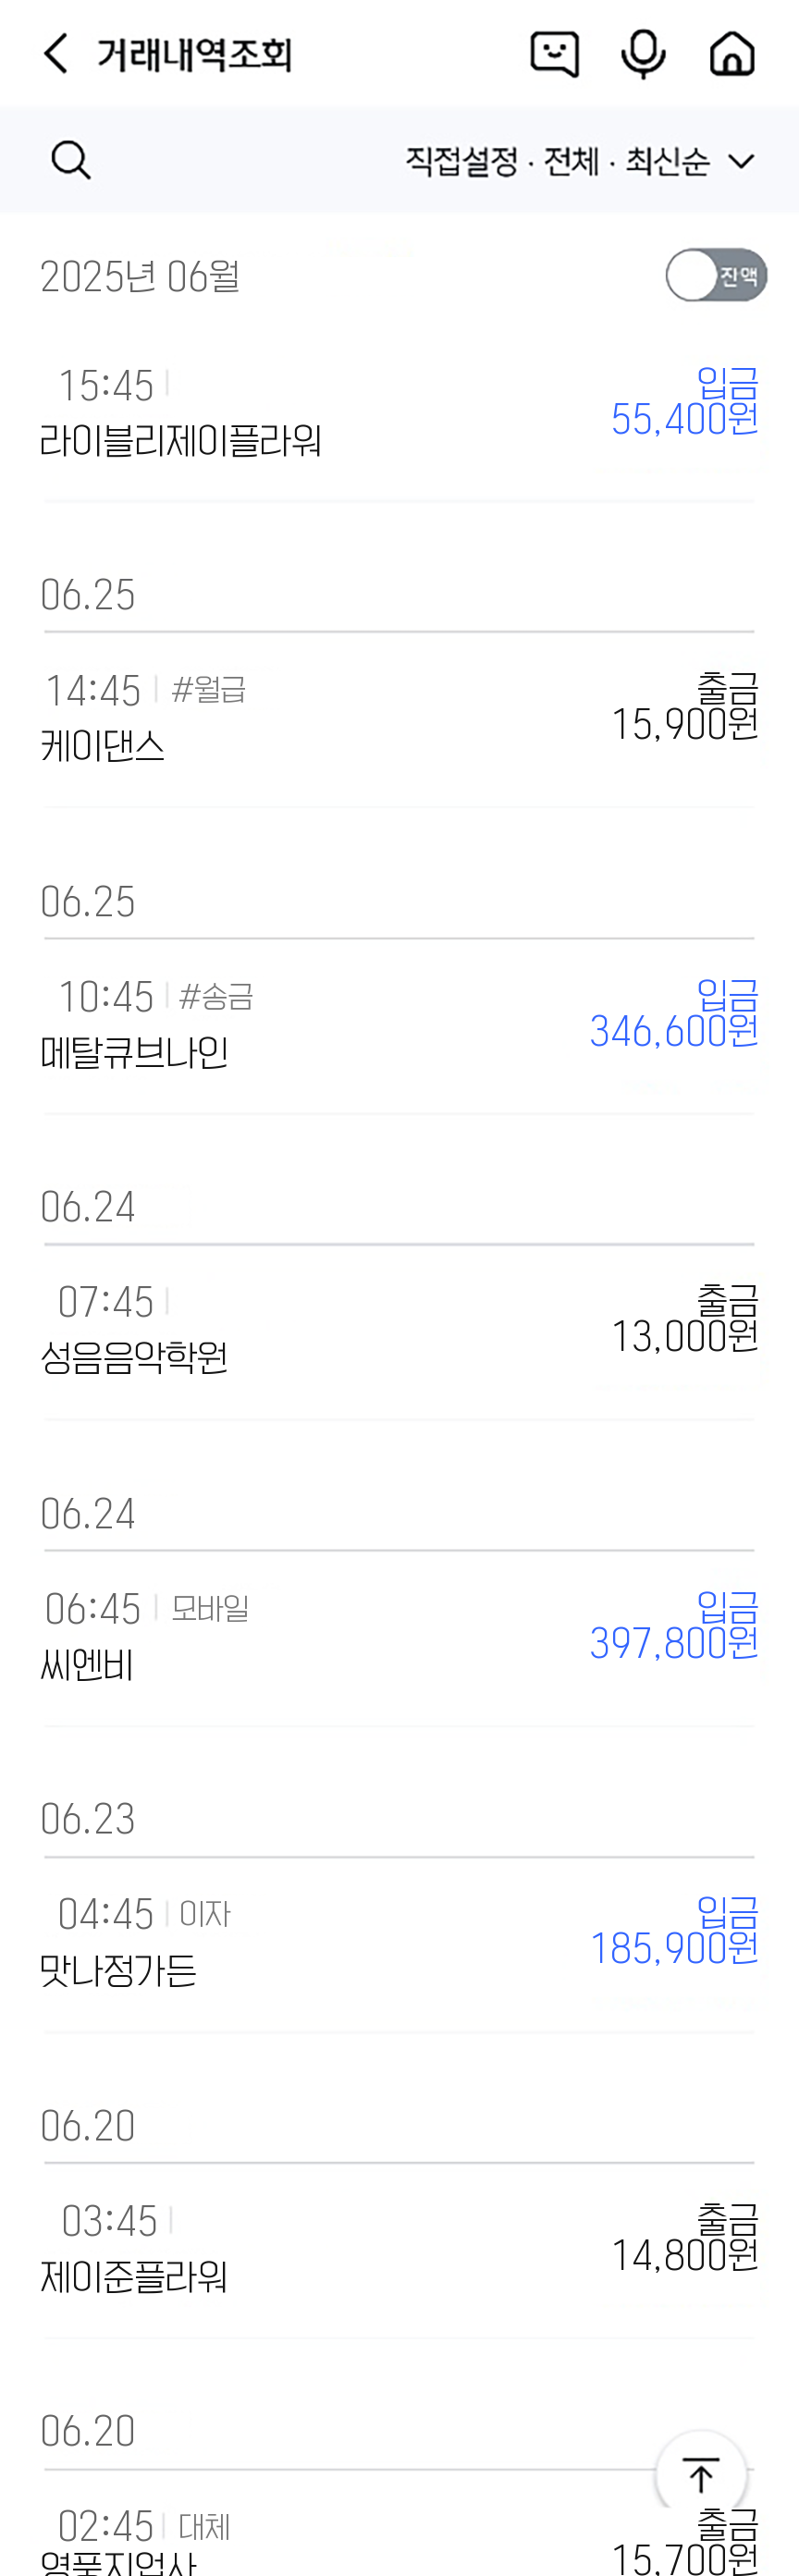 거래내역조회
직접설정 · 전체 · 최신순
2025년 06월
잔액
15:45
입금
라이블리제이플라워
55,400원
06.25
14:45 | #월급
출금
케이댄스
15,900원
06.25
10:45 | #송금
입금
메탈큐브나인
346,600원
06.24
07:45
출금
성음음악학원
13,000원
06.24
06:45 | 모바일
입금
씨엔비
397,800원
06.23
04:45 | 이자
입금
맛나정가든
185,900원
06.20
03:45
출금
제이준플라워
14,800원
06.20
02:45 | 대체
출금
영풍지업사
15,700원